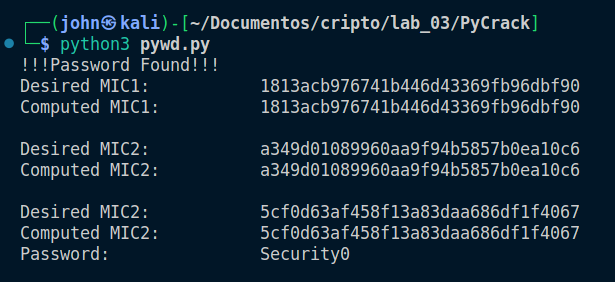 ┌──(john㉿kali)-[~/Documentos/cripto/lab_03/PyCrack]
└─$ python3 pywd.py
!!!Password Found!!!
Desired MIC1:           1813acb976741b446d43369fb96dbf90
Computed MIC1:          1813acb976741b446d43369fb96dbf90

Desired MIC2:           a349d01089960aa9f94b5857b0ea10c6
Computed MIC2:          a349d01089960aa9f94b5857b0ea10c6

Desired MIC2:           5cf0d63af458f13a83daa686df1f4067
Computed MIC2:          5cf0d63af458f13a83daa686df1f4067
Password:               Security0